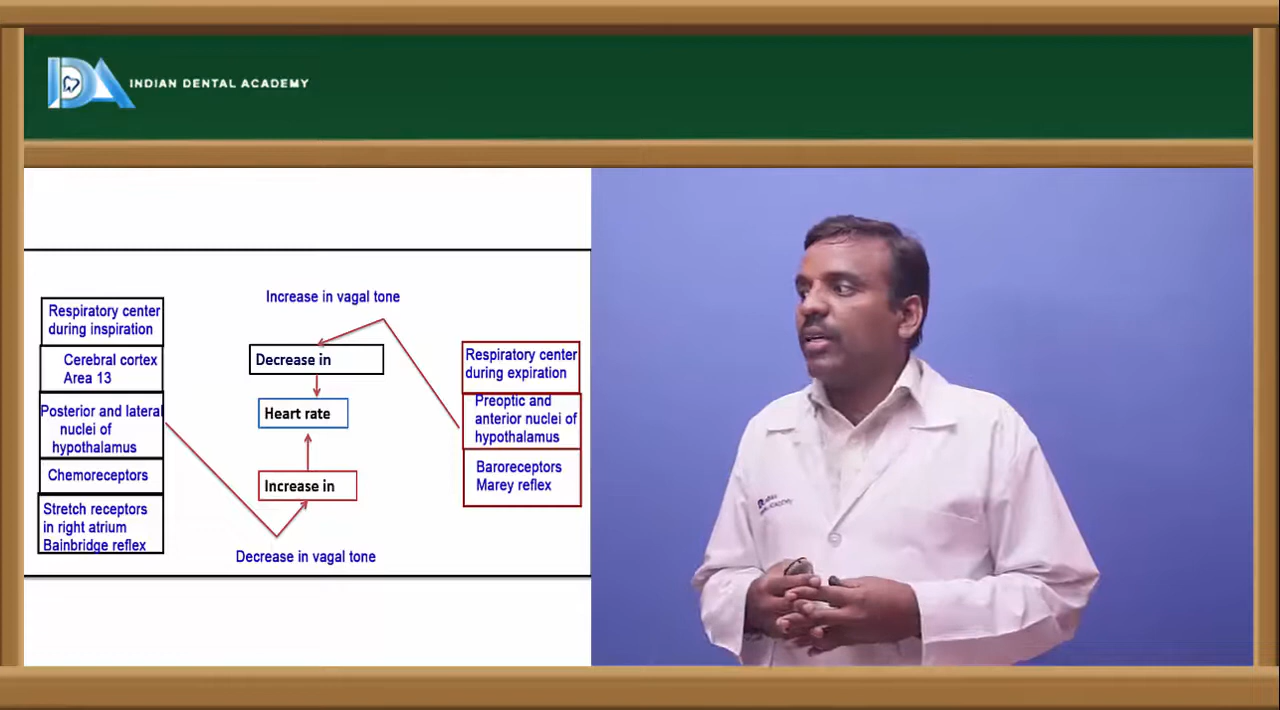 INDIAN DENTAL ACADEMY
Increase in vagal tone
Respiratory center
during inspiration
Cerebral cortex
Area 13
Posterior and lateral
nuclei of
hypothalamus
Chemoreceptors
Stretch receptors
in right atrium
Bainbridge reflex
Decrease in
Heart rate
Increase in
Decrease in vagal tone
Respiratory center
during expiration
Preoptic and
anterior nuclei of
hypothalamus
Baroreceptors
Marey reflex